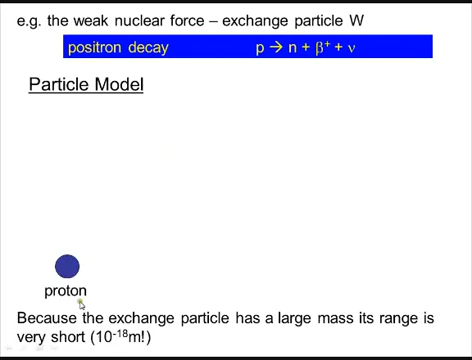 e.g. the weak nuclear force – exchange particle W
positron decay p → n + β⁺ + ν
Particle Model
proton
Because the exchange particle has a large mass its range is
very short (10⁻¹⁸m!)